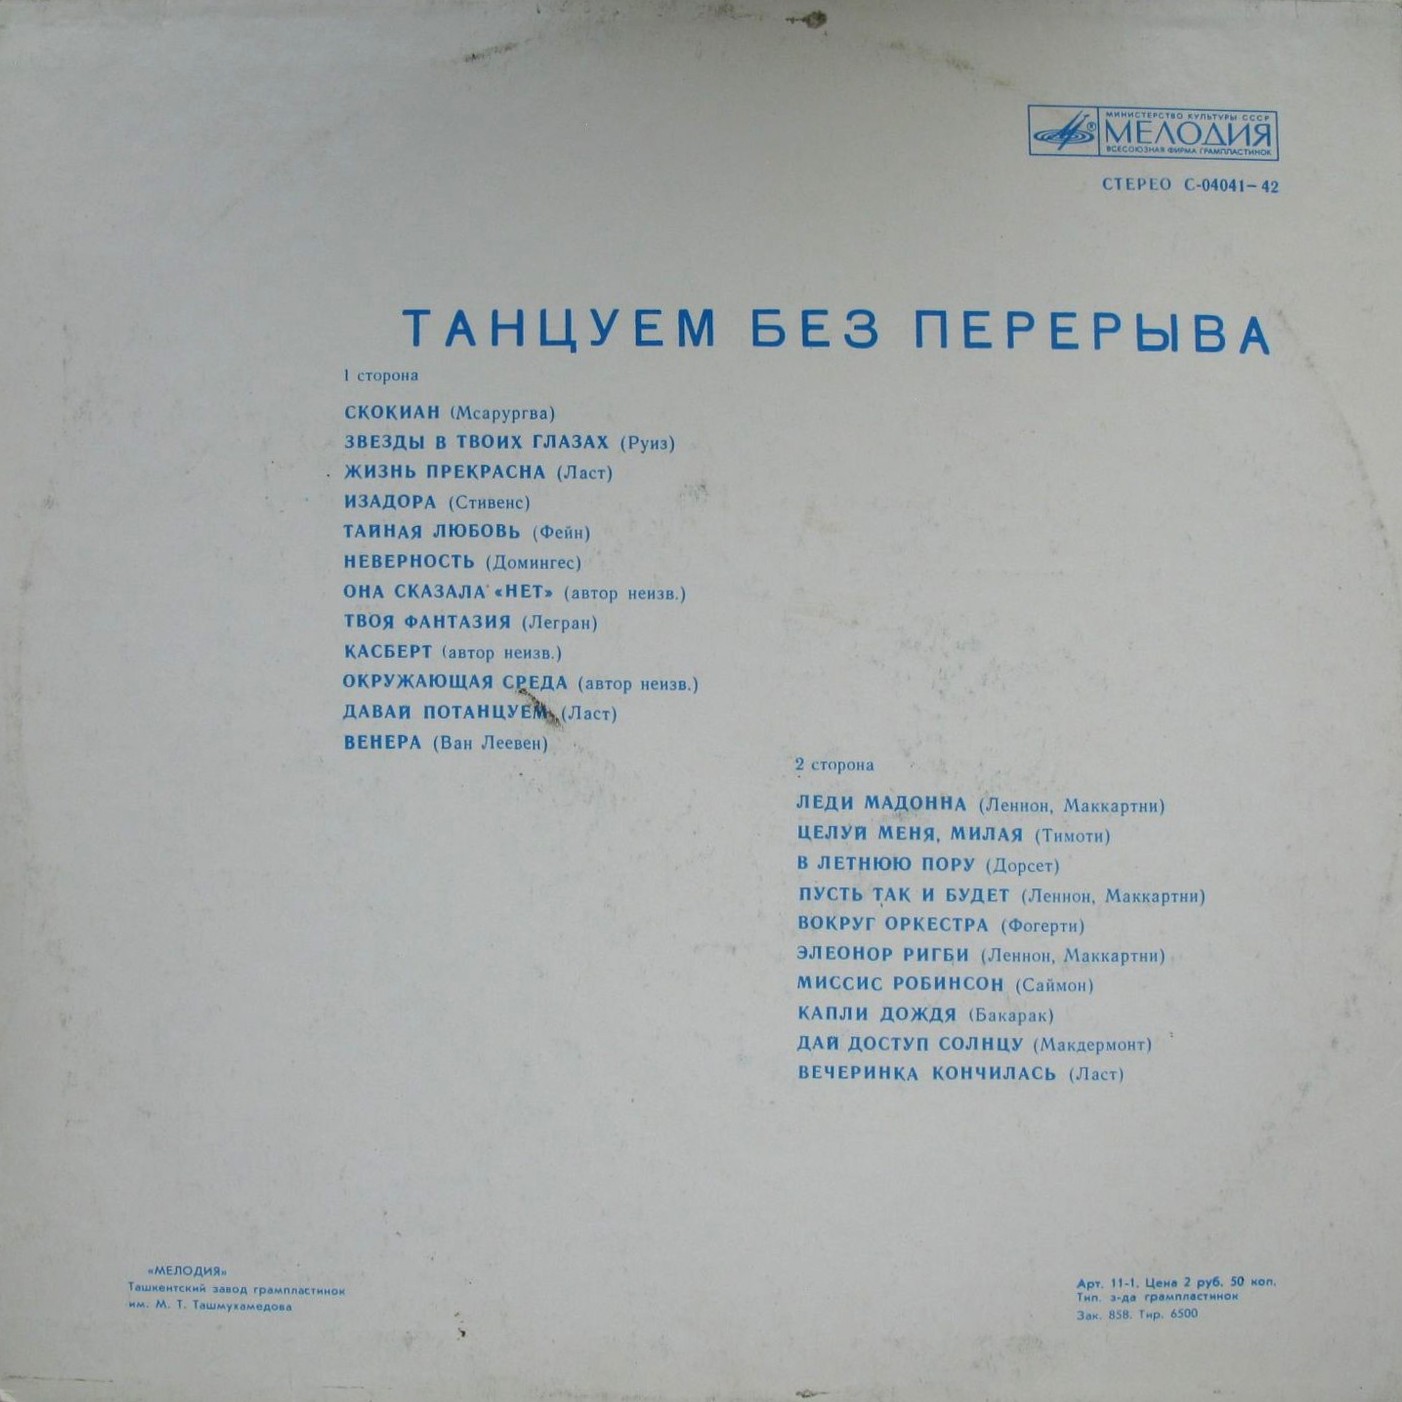 МИНИСТЕРСТВО КУЛЬТУРЫ СССР
МЕЛОДИЯ
ВСЕСОЮЗНАЯ ФИРМА ГРАМПЛАСТИНОК
СТЕРЕО С-04041-42
ТАНЦУЕМ БЕЗ ПЕРЕРЫВА
1 сторона
СКОКИАН (Мсарургва)
ЗВЕЗДЫ В ТВОИХ ГЛАЗАХ (Руиз)
ЖИЗНЬ ПРЕКРАСНА (Ласт)
ИЗАДОРА (Стивенс)
ТАЙНАЯ ЛЮБОВЬ (Фейн)
НЕВЕРНОСТЬ (Домингес)
ОНА СКАЗАЛА «НЕТ» (автор неизв.)
ТВОЯ ФАНТАЗИЯ (Легран)
КАСБЕРТ (автор неизв.)
ОКРУЖАЮЩАЯ СРЕДА (автор неизв.)
ДАВАЙ ПОТАНЦУЕМ (Ласт)
ВЕНЕРА (Ван Леевен)
2 сторона
ЛЕДИ МАДОННА (Леннон, Маккартни)
ЦЕЛУЙ МЕНЯ, МИЛАЯ (Тимоти)
В ЛЕТНЮЮ ПОРУ (Дорсет)
ПУСТЬ ТАК И БУДЕТ (Леннон, Маккартни)
ВОКРУГ ОРКЕСТРА (Фогерти)
ЭЛЕОНОР РИГБИ (Леннон, Маккартни)
МИССИС РОБИНСОН (Саймон)
КАПЛИ ДОЖДЯ (Бакарак)
ДАЙ ДОСТУП СОЛНЦУ (Макдермонт)
ВЕЧЕРИНКА КОНЧИЛАСЬ (Ласт)
«МЕЛОДИЯ»
Ташкентский завод грампластинок
им. М. Т. Ташмухамедова
Арт. 11-1. Цена 2 руб. 50 коп.
Тип. з-да грампластинок
Зак. 858. Тир. 6500